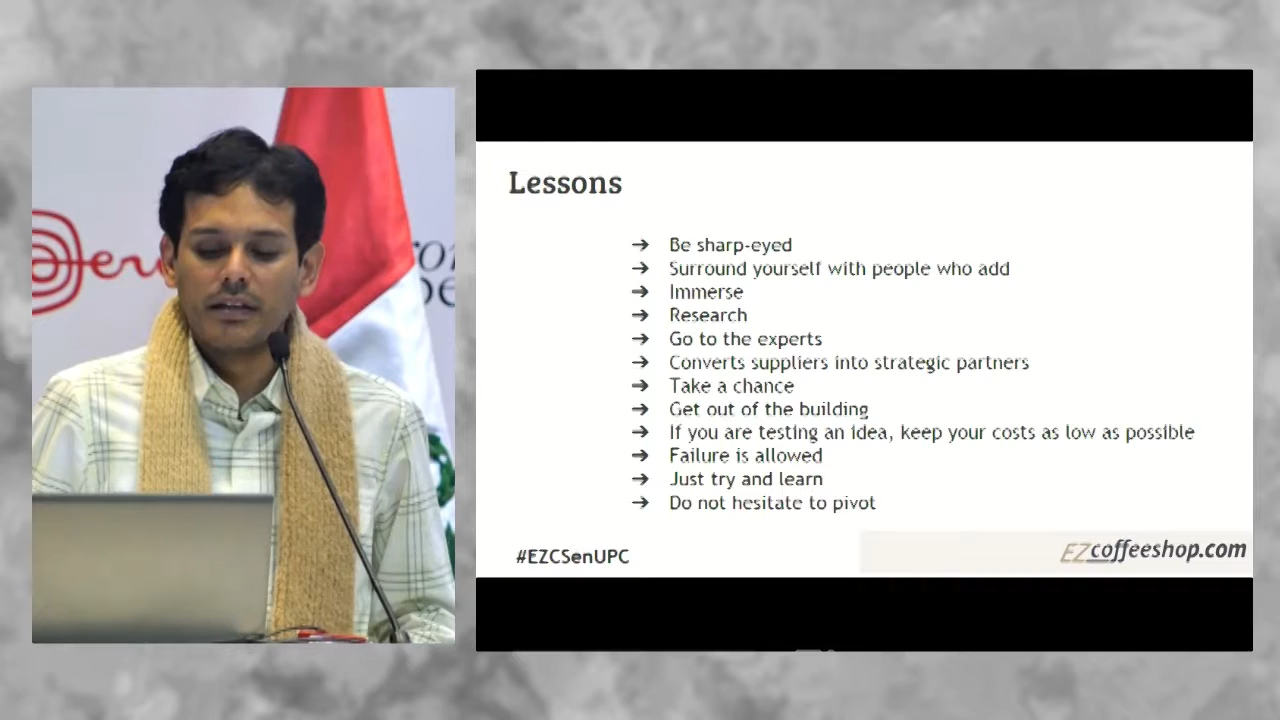 Perú
Lessons
➔ Be sharp-eyed
➔ Surround yourself with people who add
➔ Immerse
➔ Research
➔ Go to the experts
➔ Converts suppliers into strategic partners
➔ Take a chance
➔ Get out of the building
➔ If you are testing an idea, keep your costs as low as possible
➔ Failure is allowed
➔ Just try and learn
➔ Do not hesitate to pivot
#EZCSenUPC
EZcoffeeshop.com